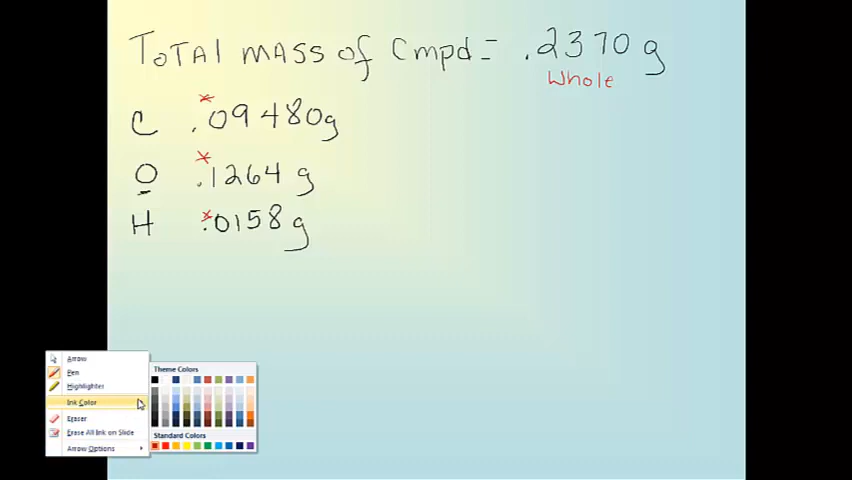 TOTAL MASS of Cmpd = .2370 g
Whole
C .09480g
O .1264 g
H .0158 g
Arrow
Pen
Highlighter
Ink Color
Eraser
Erase All Ink on Slide
Arrow Options
Theme Colors
Standard Colors